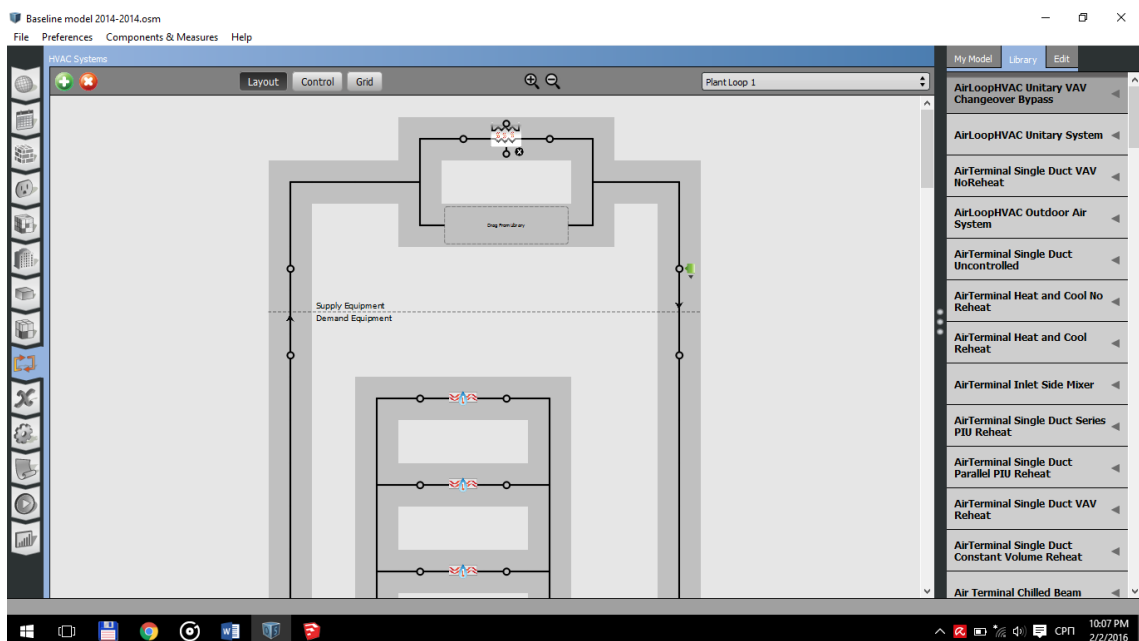 Baseline model 2014-2014.osm
File Preferences Components & Measures Help
HVAC Systems
My Model Library Edit
Layout Control Grid
Plant Loop 1
Drag From Library
Supply Equipment
Demand Equipment
AirLoopHVAC Unitary VAV
Changeover Bypass
AirLoopHVAC Unitary System
AirTerminal Single Duct VAV
NoReheat
AirLoopHVAC Outdoor Air
System
AirTerminal Single Duct
Uncontrolled
AirTerminal Heat and Cool No
Reheat
AirTerminal Heat and Cool
Reheat
AirTerminal Inlet Side Mixer
AirTerminal Single Duct Series
PIU Reheat
AirTerminal Single Duct
Parallel PIU Reheat
AirTerminal Single Duct VAV
Reheat
AirTerminal Single Duct
Constant Volume Reheat
Air Terminal Chilled Beam
СРП
10:07 PM
2/2/2016